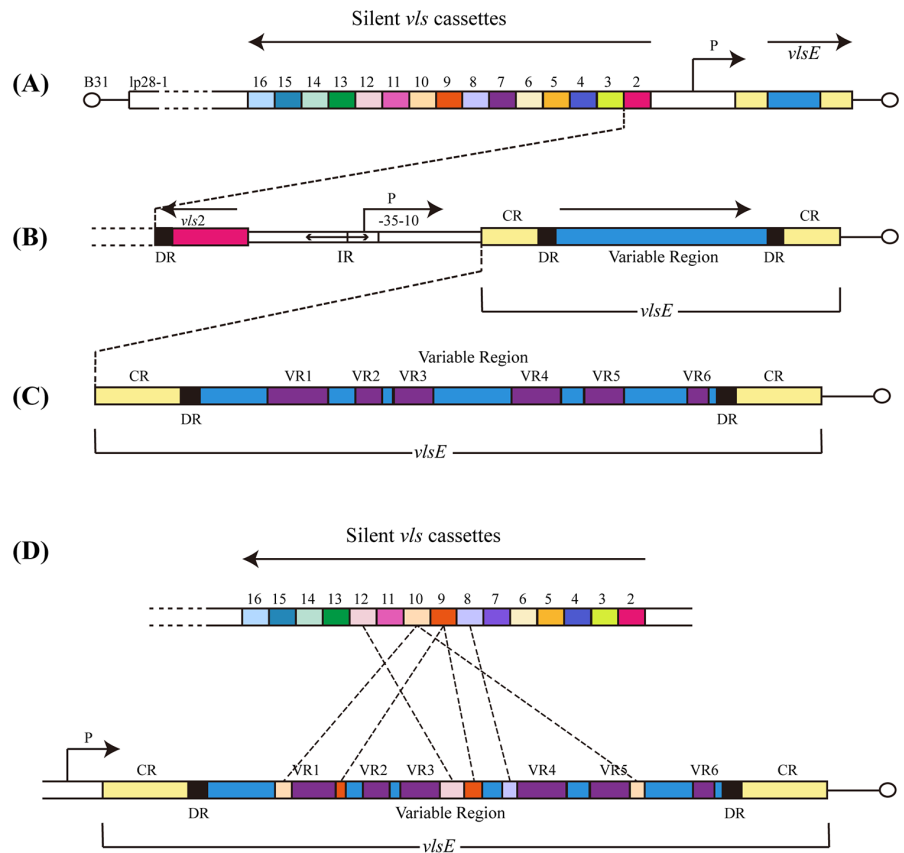 Silent vls cassettes
P
vlsE
(A)
B31
lp28-1
16 15 14 13 12 11 10 9 8 7 6 5 4 3 2
P
vls2
-35-10
CR
CR
(B)
DR
IR
DR
Variable Region
DR
vlsE
Variable Region
CR
VR1
VR2
VR3
VR4
VR5
VR6
CR
(C)
DR
DR
vlsE
(D)
Silent vls cassettes
16 15 14 13 12 11 10 9 8 7 6 5 4 3 2
P
CR
VR1
VR2
VR3
VR4
VR5
VR6
CR
DR
Variable Region
DR
vlsE